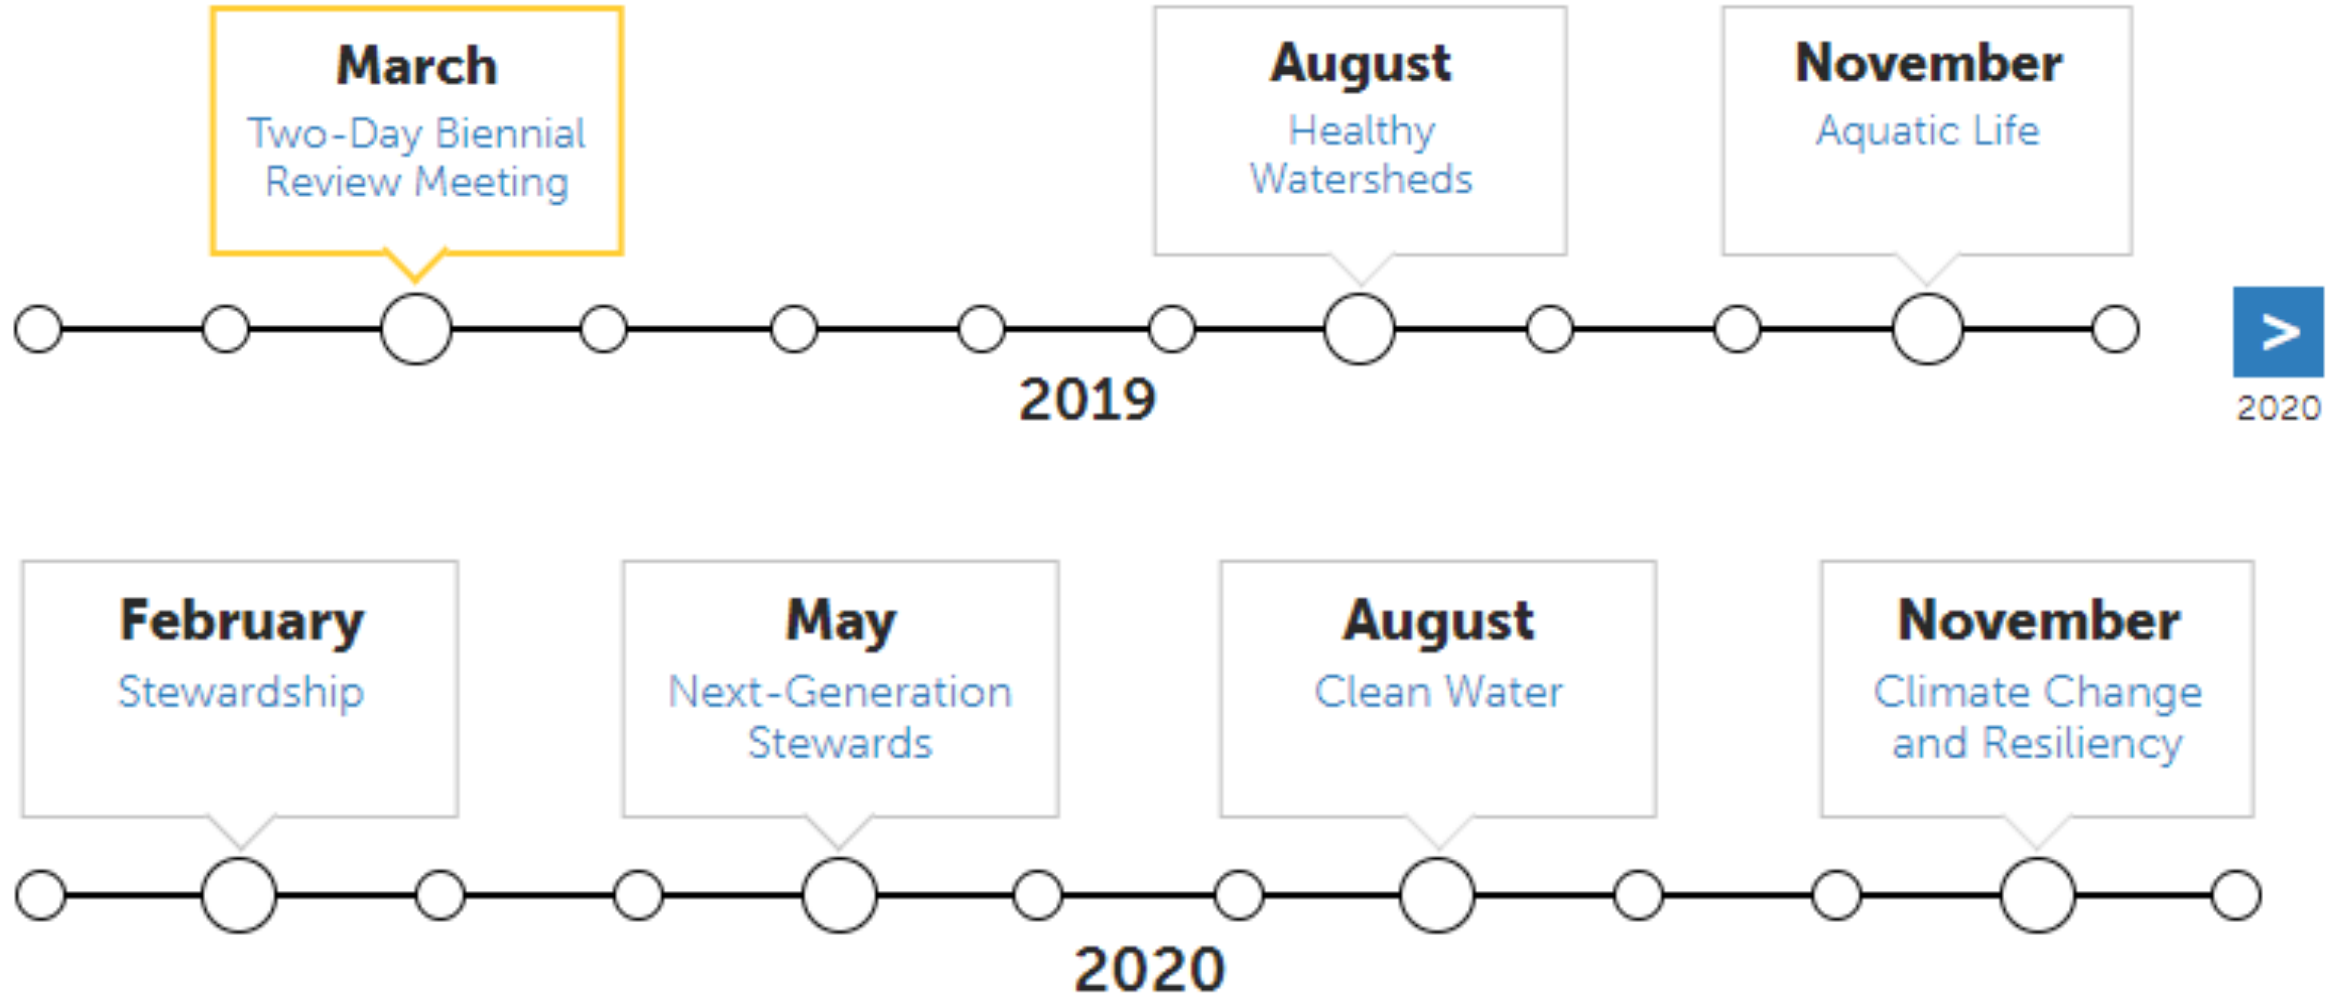 March
Two-Day Biennial
Review Meeting
August
Healthy
Watersheds
November
Aquatic Life
>
2020
2019
February
Stewardship
May
Next-Generation
Stewards
August
Clean Water
November
Climate Change
and Resiliency
2020